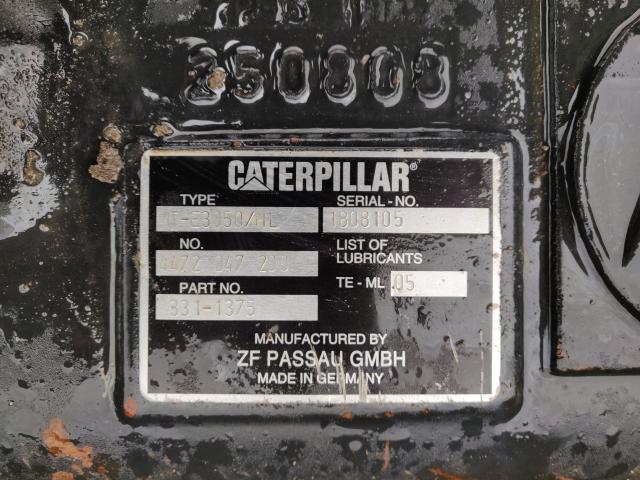 250808
CATERPILLAR
TYPE
SERIAL - NO.
1808105
NO.
LIST OF
LUBRICANTS
TE - ML 05
PART NO.
331-1375
MANUFACTURED BY
ZF PASSAU GMBH
MADE IN GERMANY